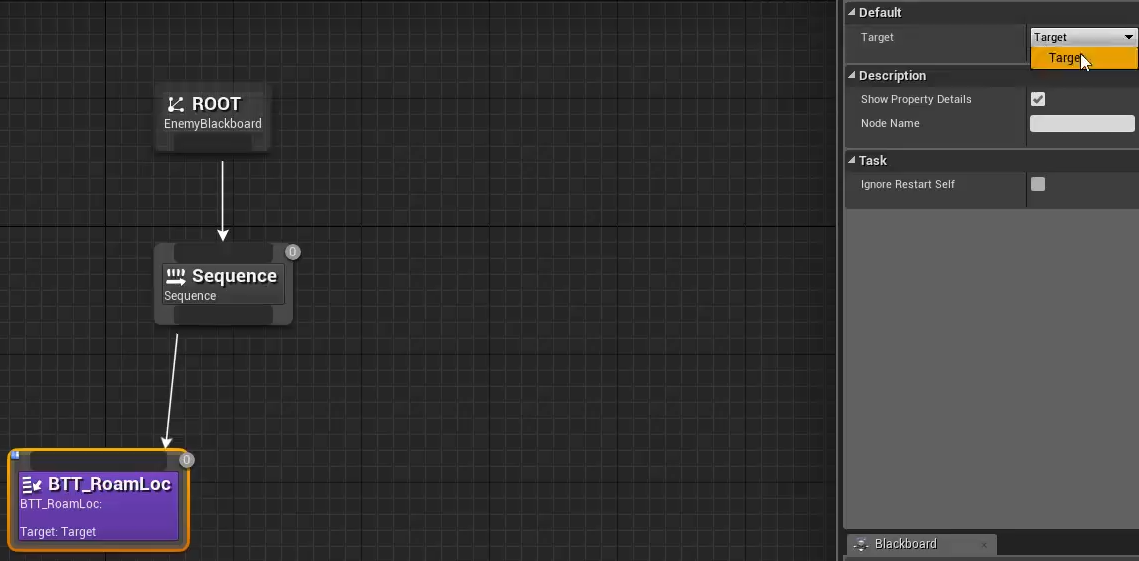 ROOT
EnemyBlackboard
0
Sequence
Sequence
0
BTT_RoamLoc
BTT_RoamLoc:
Target: Target
Default
Target
Target
Target
Description
Show Property Details
Node Name
Task
Ignore Restart Self
Blackboard